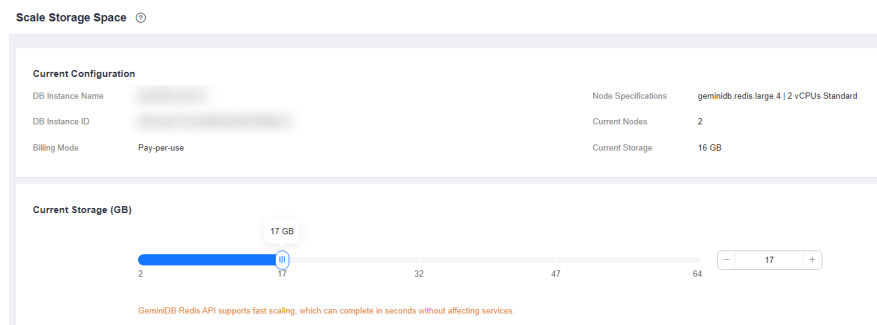 Scale Storage Space ?
Current Configuration
DB Instance Name
Node Specifications geminidb.redis.large.4 | 2 vCPUs Standard
DB Instance ID
Current Nodes 2
Billing Mode Pay-per-use
Current Storage 16 GB
Current Storage (GB)
17 GB
− 17 +
2 17 32 47 64
GeminiDB Redis API supports fast scaling, which can complete in seconds without affecting services.